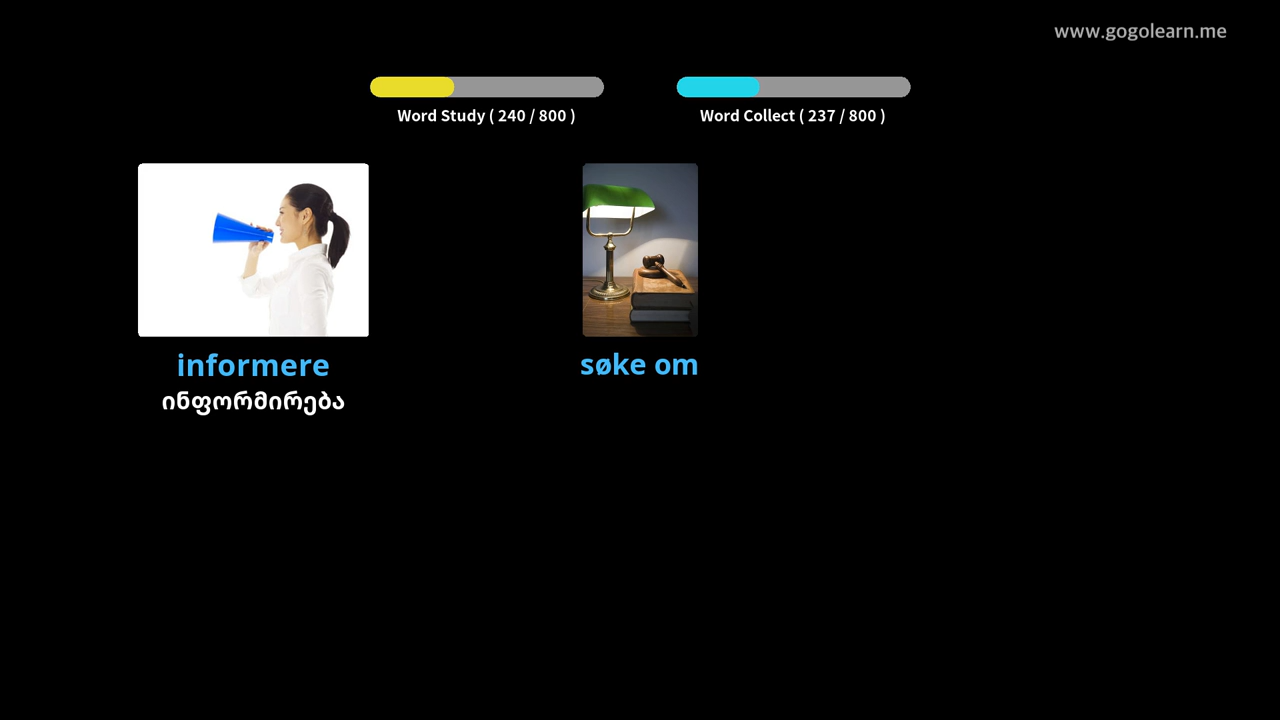 www.gogolearn.me
Word Study ( 240 / 800 )
Word Collect ( 237 / 800 )
informere
ინფორმირება
søke om